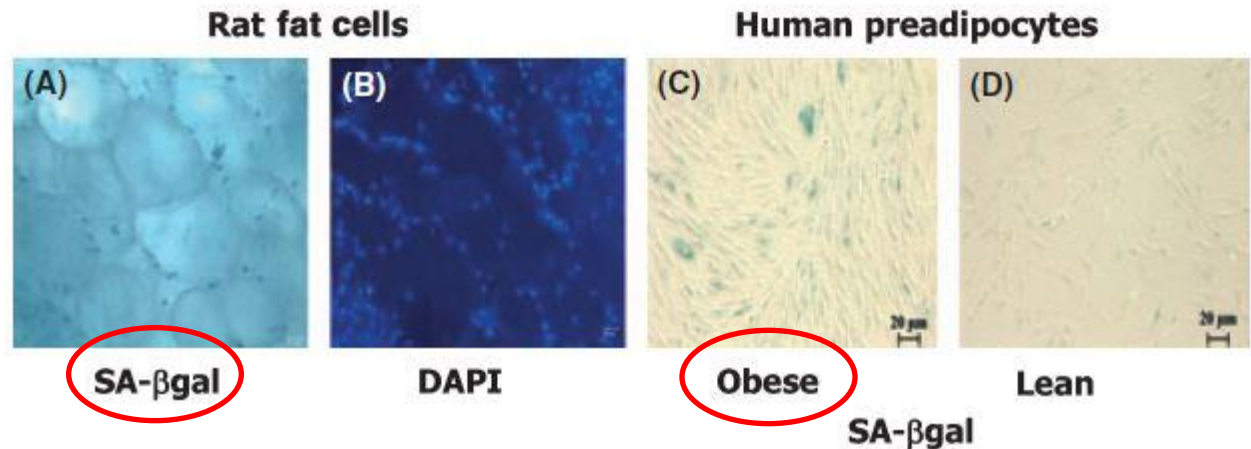 Rat fat cells
Human preadipocytes
(A)
(B)
(C)
(D)
20 µm
20 µm
SA-βgal
DAPI
Obese
Lean
SA-βgal